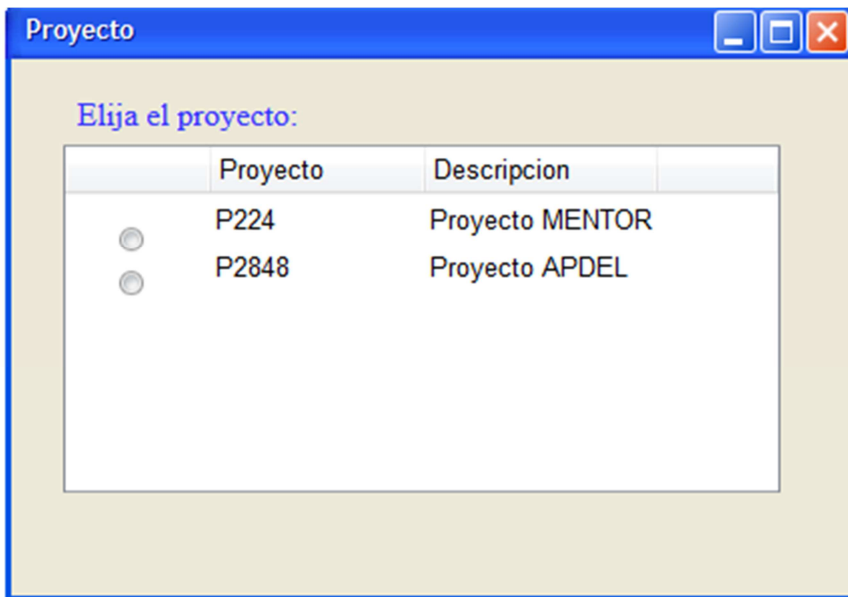 Proyecto
Elija el proyecto:
Proyecto Descripcion
P224 Proyecto MENTOR
P2848 Proyecto APDEL